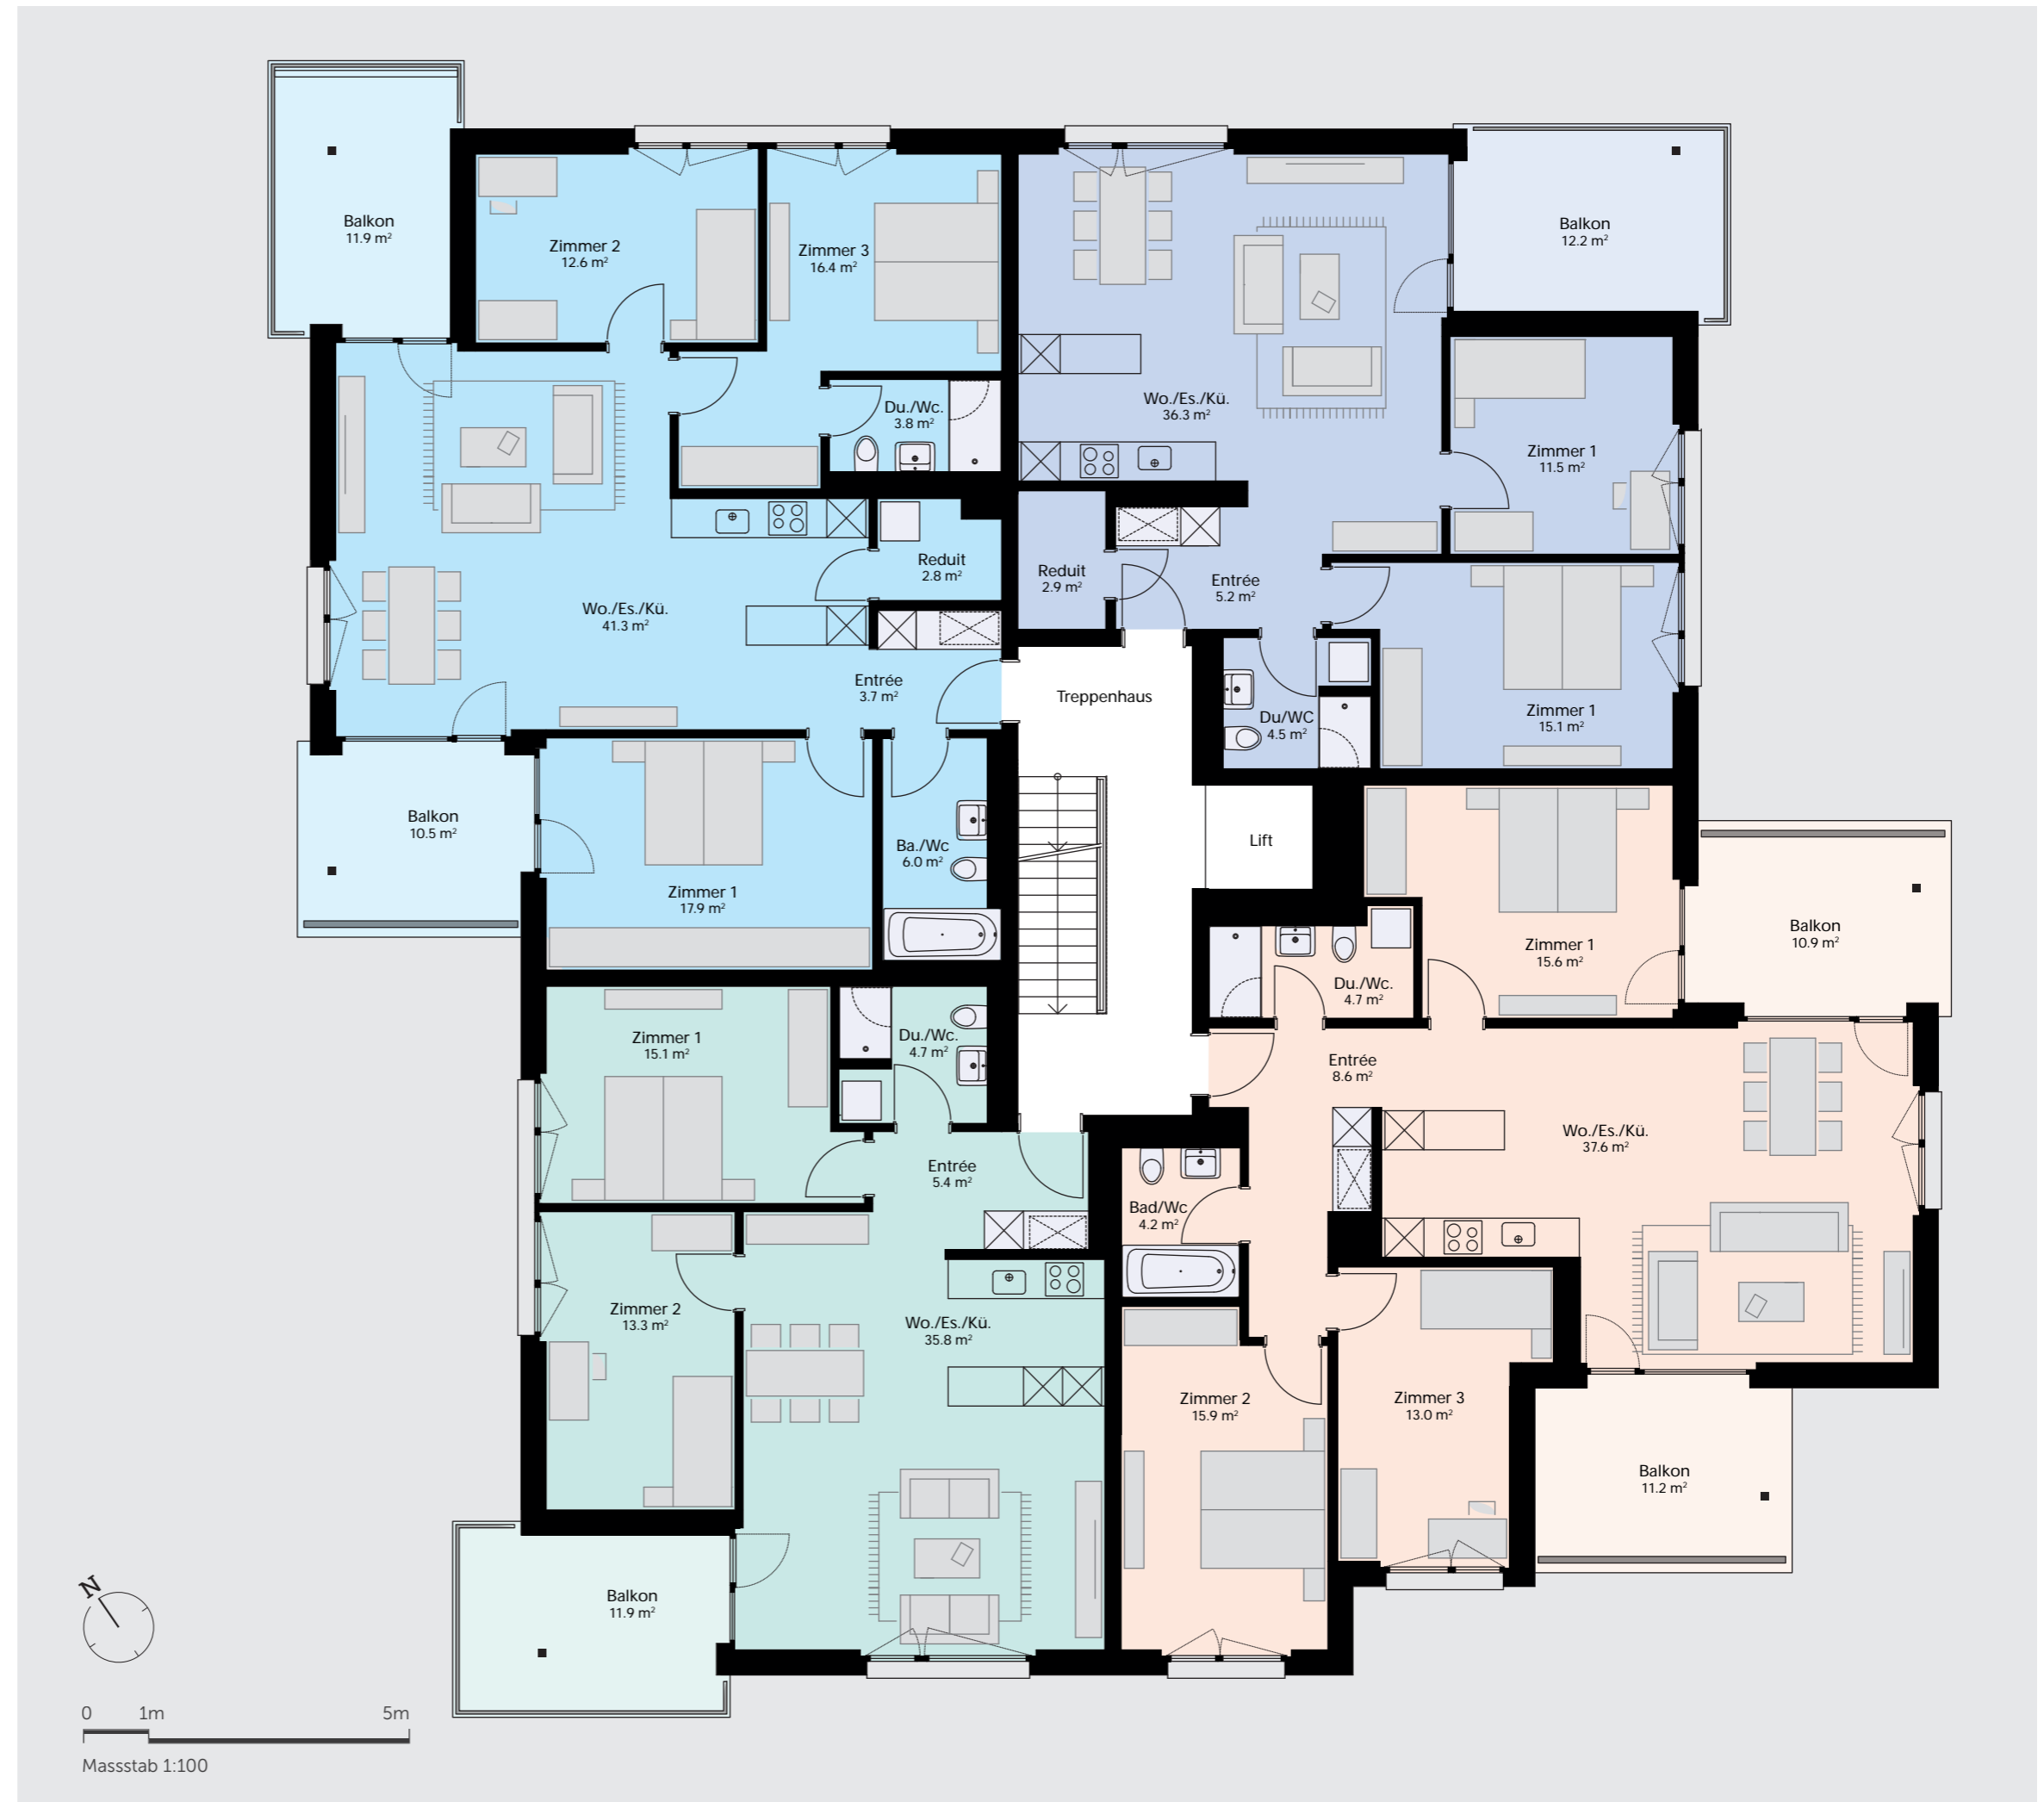 Balkon
11.9 m²
Zimmer 2
12.6 m²
Zimmer 3
16.4 m²
Du./Wc.
3.8 m²
Reduit
2.8 m²
Wo./Es./Kü.
41.3 m²
Entrée
3.7 m²
Balkon
10.5 m²
Zimmer 1
17.9 m²
Ba./Wc
6.0 m²
Balkon
12.2 m²
Wo./Es./Kü.
36.3 m²
Zimmer 1
11.5 m²
Reduit
2.9 m²
Entrée
5.2 m²
Du/WC
4.5 m²
Zimmer 1
15.1 m²
Treppenhaus
Lift
Zimmer 1
15.6 m²
Balkon
10.9 m²
Du./Wc.
4.7 m²
Entrée
8.6 m²
Wo./Es./Kü.
37.6 m²
Bad/Wc
4.2 m²
Zimmer 2
15.9 m²
Zimmer 3
13.0 m²
Balkon
11.2 m²
Zimmer 1
15.1 m²
Du./Wc.
4.7 m²
Entrée
5.4 m²
Zimmer 2
13.3 m²
Wo./Es./Kü.
35.8 m²
Balkon
11.9 m²
N
0 1m 5m
Massstab 1:100